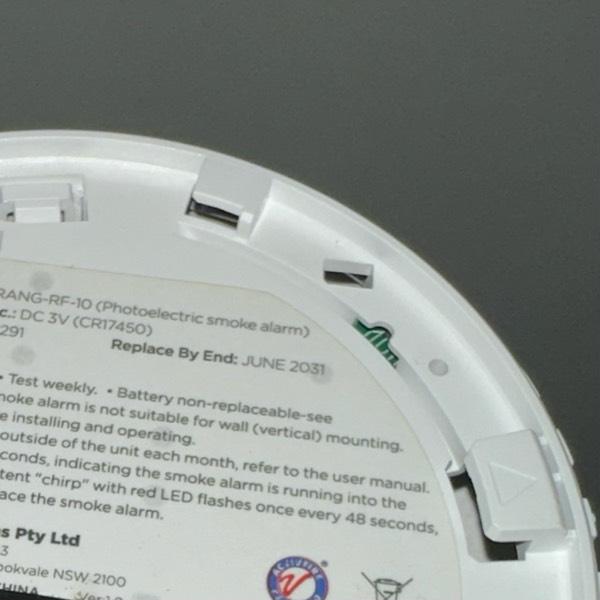 RANG-RF-10 (Photoelectric smoke alarm)
c.: DC 3V (CR17450)
291
Replace By End: JUNE 2031
• Test weekly. • Battery non-replaceable-see
moke alarm is not suitable for wall (vertical) mounting.
e installing and operating.
outside of the unit each month, refer to the user manual.
conds, indicating the smoke alarm is running into the
tent "chirp" with red LED flashes once every 48 seconds,
ace the smoke alarm.
s Pty Ltd
3
ookvale NSW 2100
CHINA